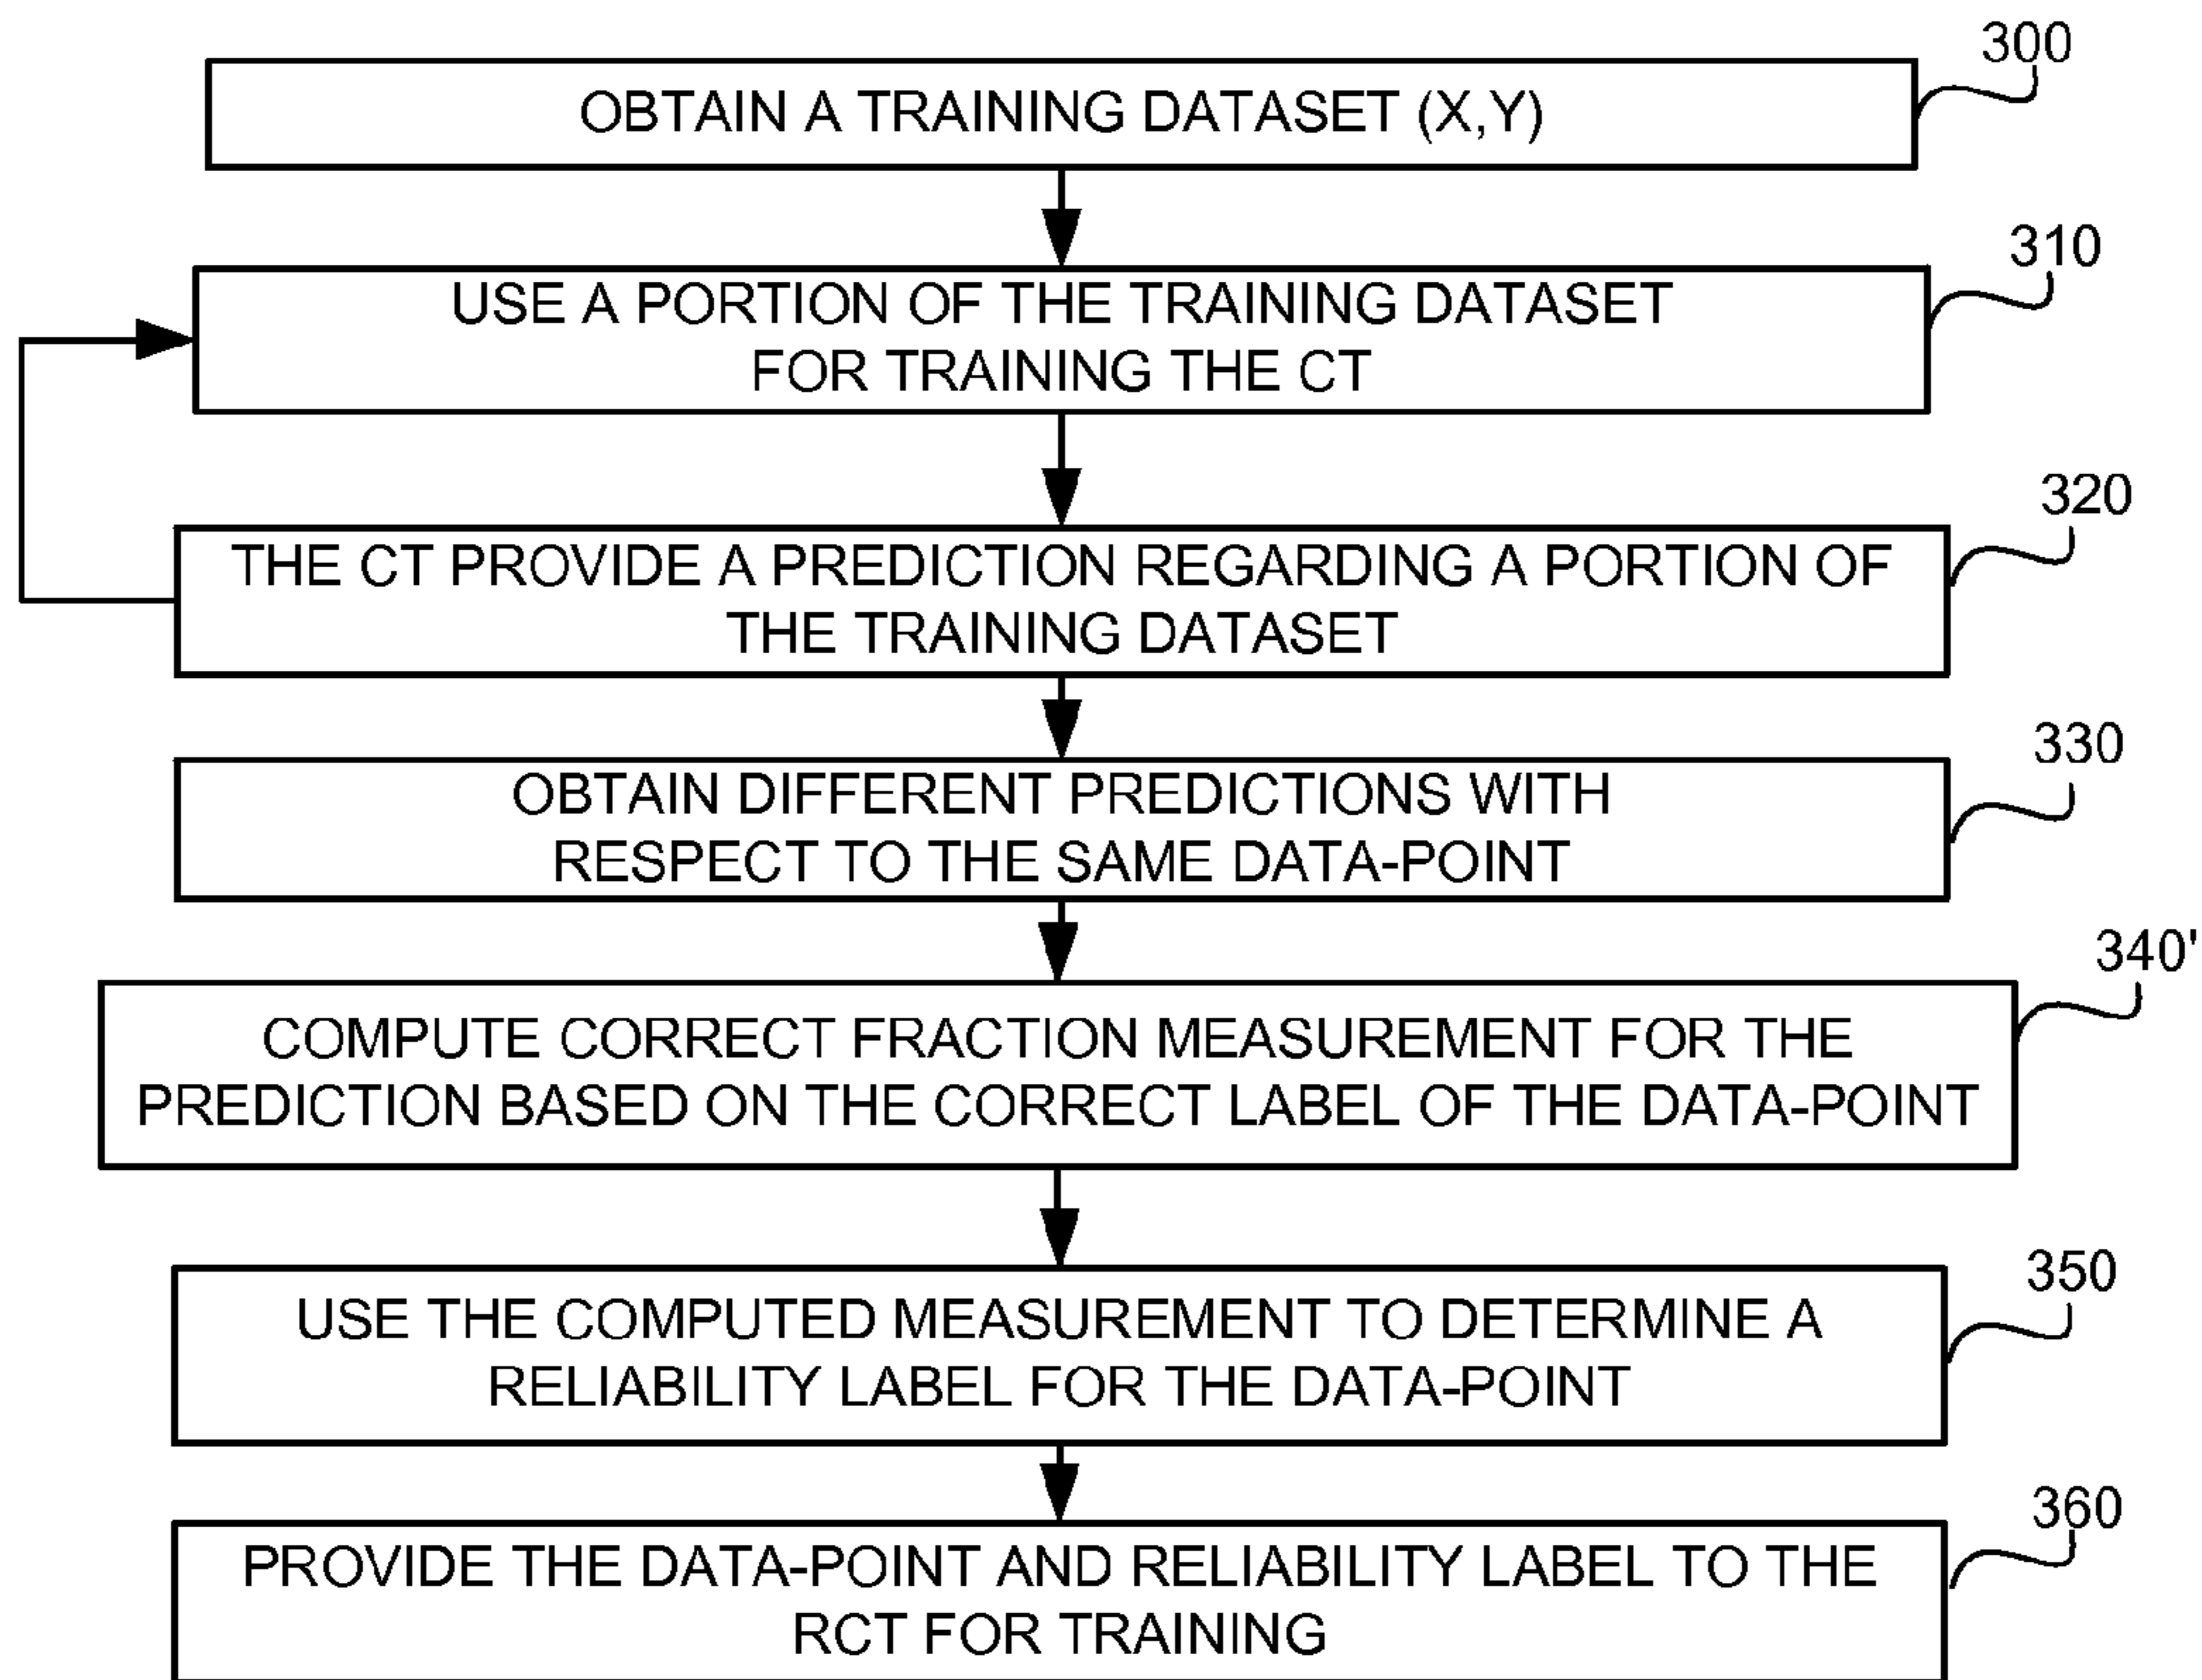 300
OBTAIN A TRAINING DATASET (X,Y)
310
USE A PORTION OF THE TRAINING DATASET
FOR TRAINING THE CT
320
THE CT PROVIDE A PREDICTION REGARDING A PORTION OF
THE TRAINING DATASET
330
OBTAIN DIFFERENT PREDICTIONS WITH
RESPECT TO THE SAME DATA-POINT
340'
COMPUTE CORRECT FRACTION MEASUREMENT FOR THE
PREDICTION BASED ON THE CORRECT LABEL OF THE DATA-POINT
350
USE THE COMPUTED MEASUREMENT TO DETERMINE A
RELIABILITY LABEL FOR THE DATA-POINT
360
PROVIDE THE DATA-POINT AND RELIABILITY LABEL TO THE
RCT FOR TRAINING